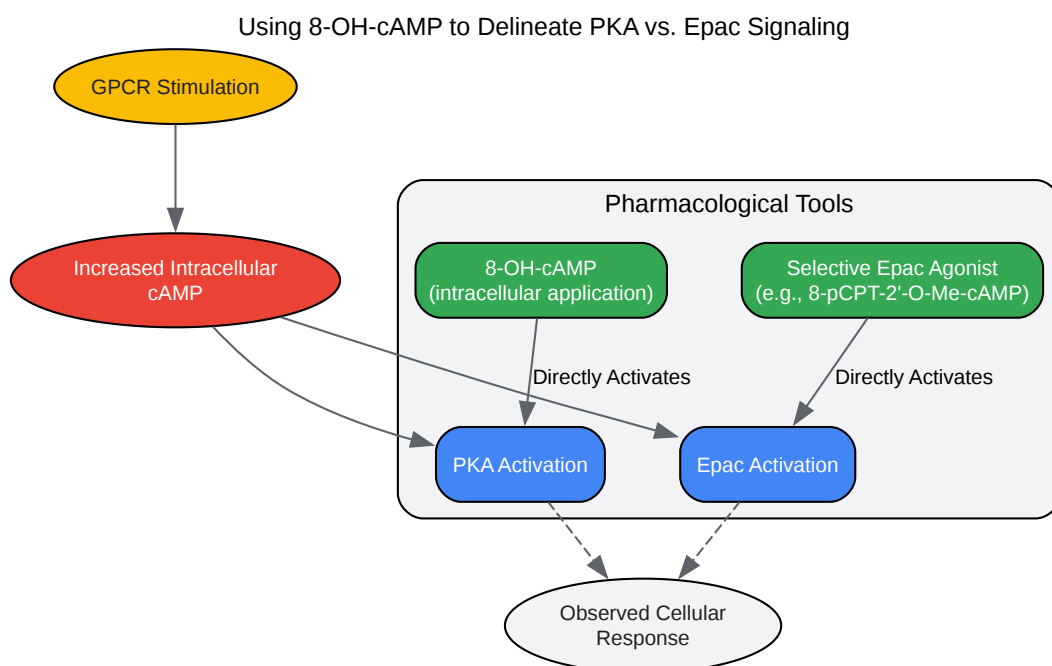 Using 8-OH-cAMP to Delineate PKA vs. Epac Signaling
GPCR Stimulation
Pharmacological Tools
Increased Intracellular
cAMP
8-OH-cAMP
(intracellular application)
Selective Epac Agonist
(e.g., 8-pCPT-2'-O-Me-cAMP)
Directly Activates
Directly Activates
PKA Activation
Epac Activation
Observed Cellular
Response